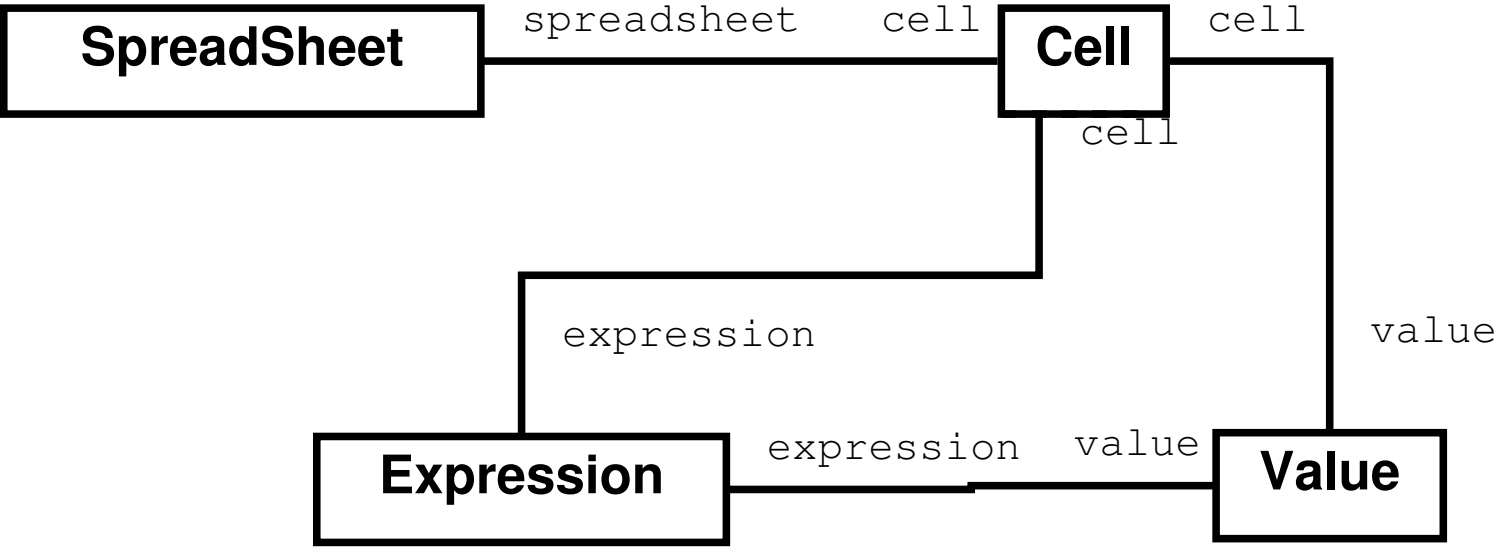 spreadsheet cell cell
SpreadSheet Cell
cell
expression value
expression value
Expression Value